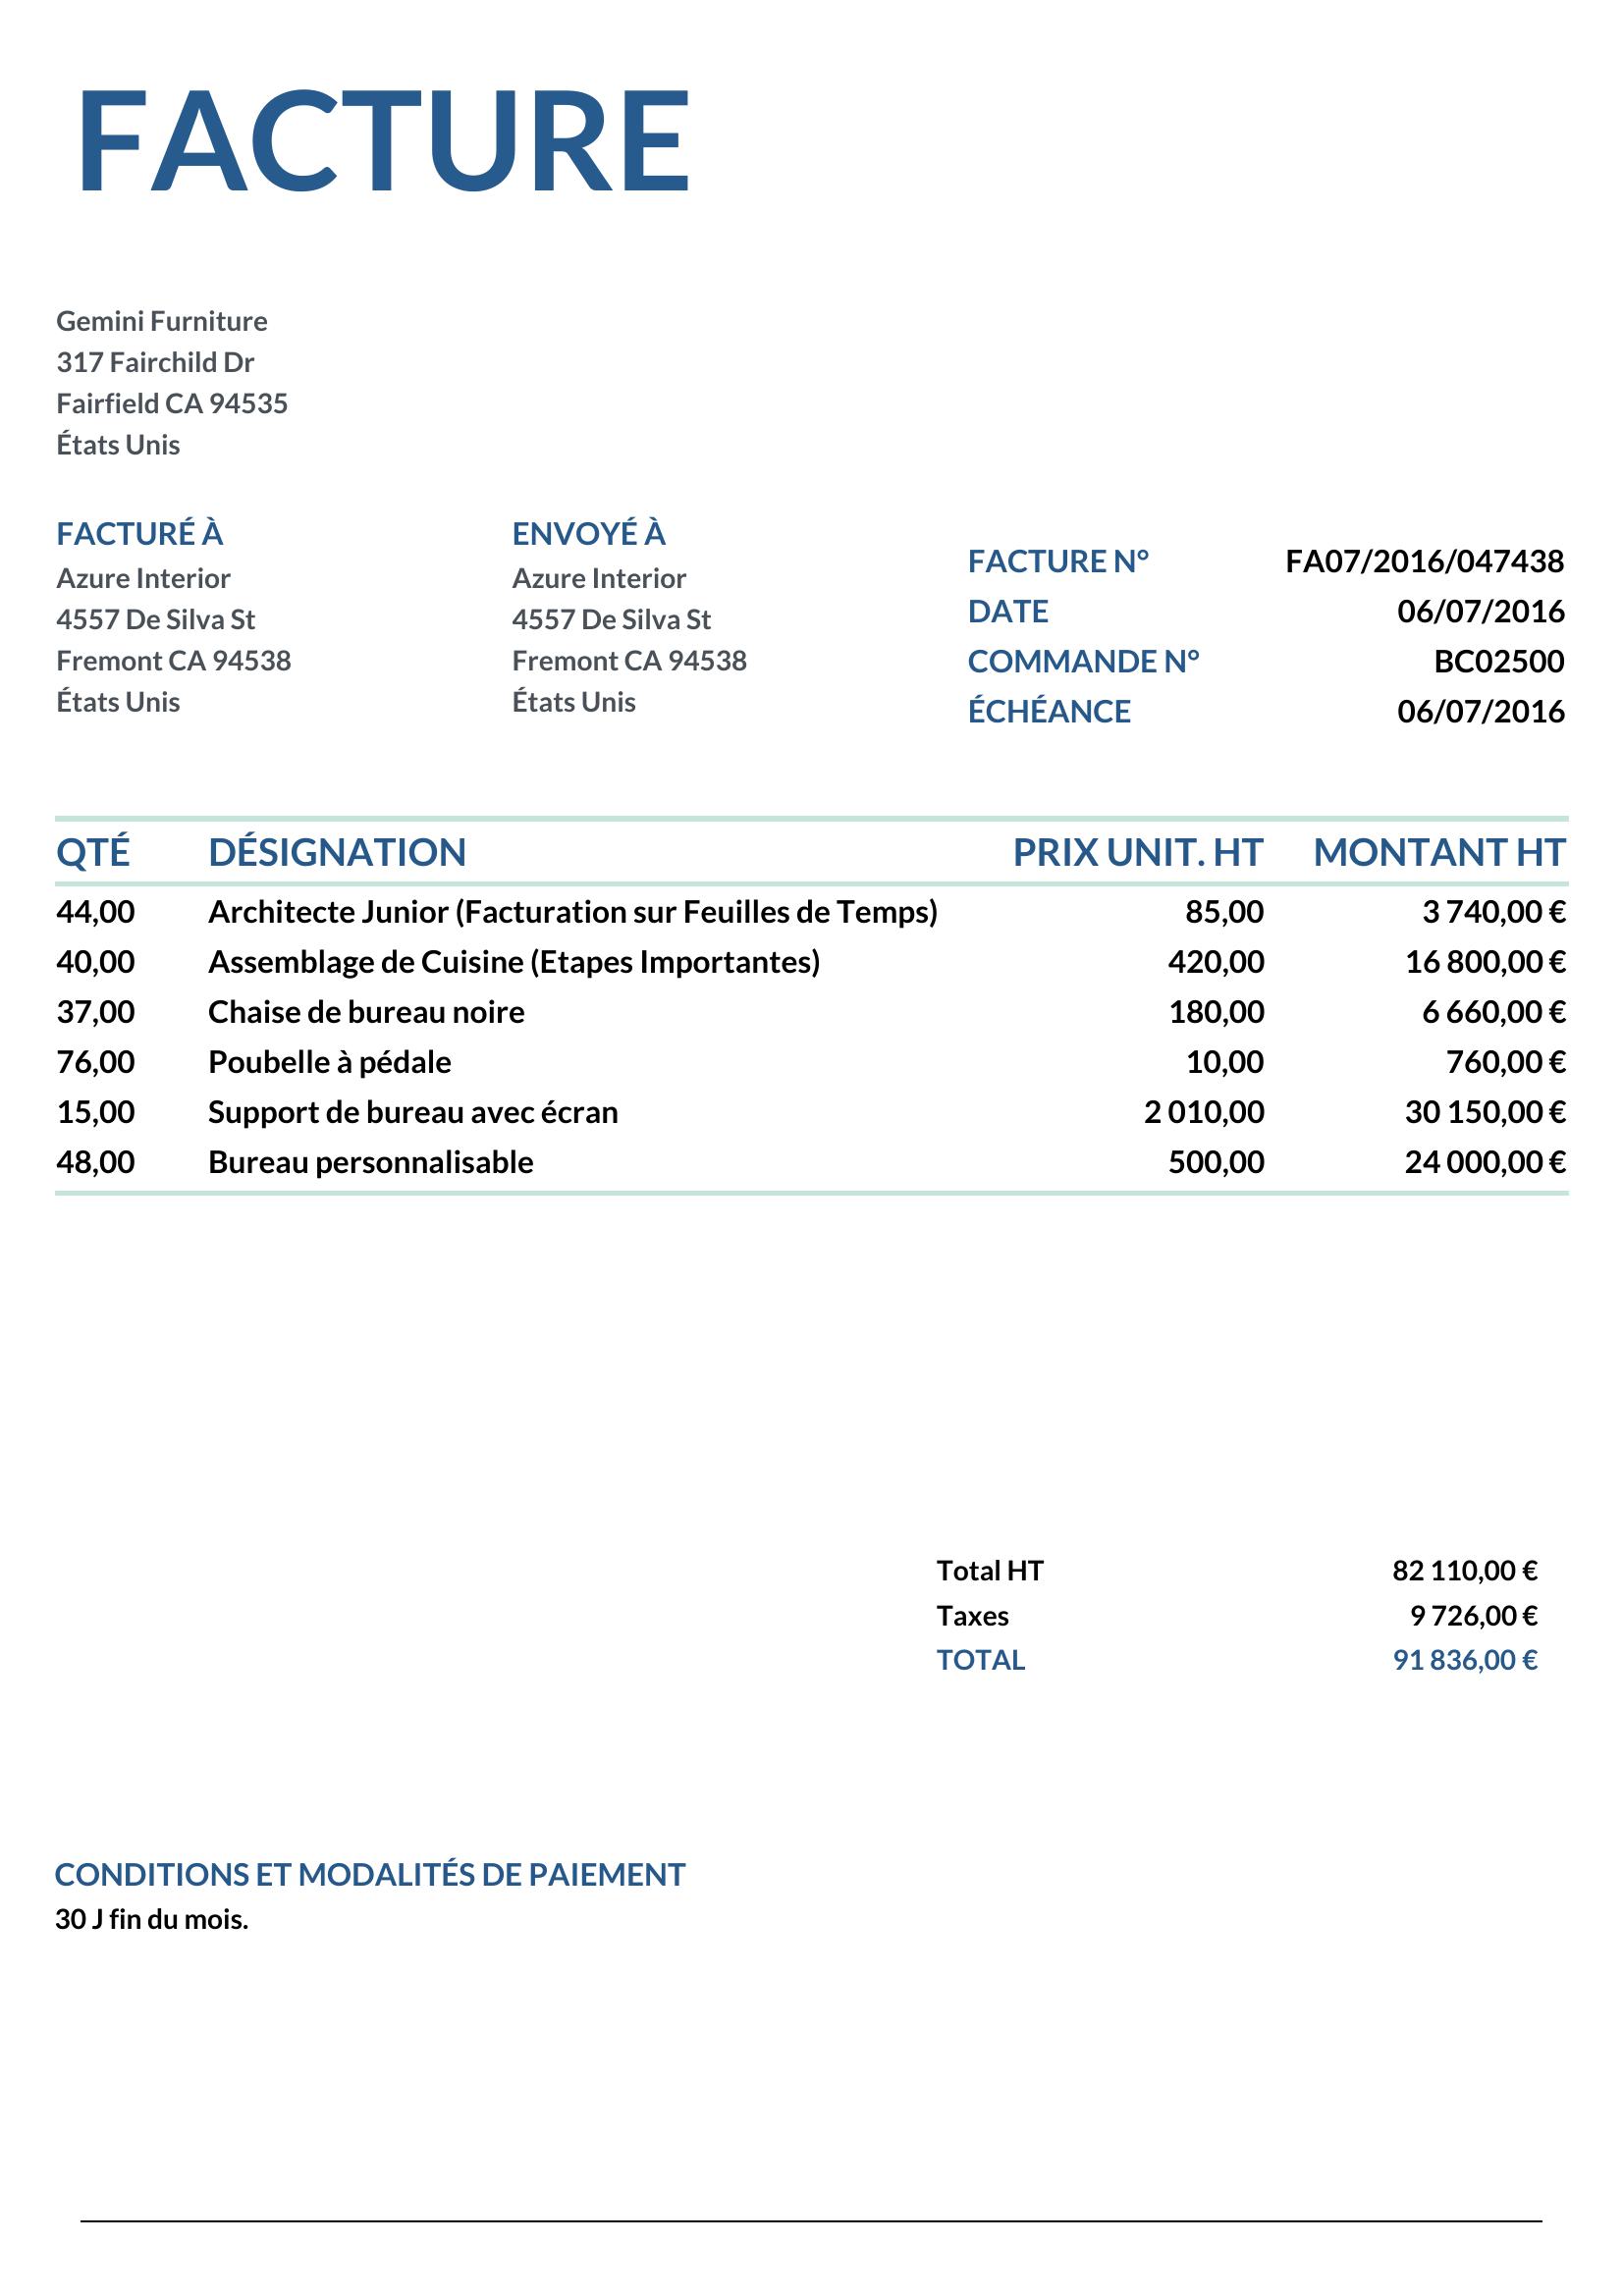 FACTURE
Gemini Furniture
317 Fairchild Dr
Fairfield CA 94535
États Unis
FACTURÉ À
Azure Interior
4557 De Silva St
Fremont CA 94538
États Unis
ENVOYÉ À
Azure Interior
4557 De Silva St
Fremont CA 94538
États Unis
FACTURE N° FA07/2016/047438
DATE 06/07/2016
COMMANDE N° BC02500
ÉCHÉANCE 06/07/2016
QTÉ DÉSIGNATION PRIX UNIT. HT MONTANT HT
44,00 Architecte Junior (Facturation sur Feuilles de Temps) 85,00 3 740,00 €
40,00 Assemblage de Cuisine (Etapes Importantes) 420,00 16 800,00 €
37,00 Chaise de bureau noire 180,00 6 660,00 €
76,00 Poubelle à pédale 10,00 760,00 €
15,00 Support de bureau avec écran 2 010,00 30 150,00 €
48,00 Bureau personnalisable 500,00 24 000,00 €
Total HT 82 110,00 €
Taxes 9 726,00 €
TOTAL 91 836,00 €
CONDITIONS ET MODALITÉS DE PAIEMENT
30 J fin du mois.